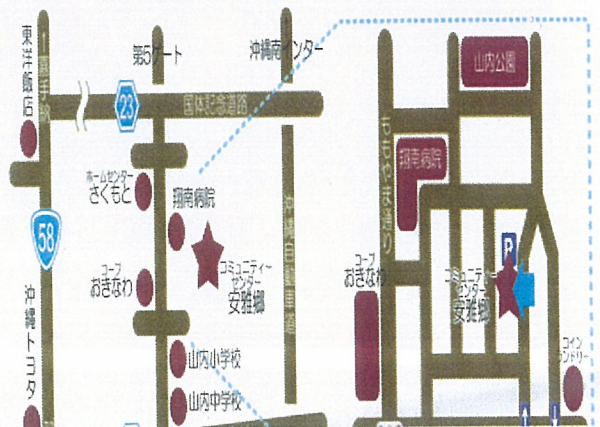 東洋飯店
↑嘉手納
第5ゲート
沖縄南インター
23
国体記念道路
ホームセンター
さくもと
翔南病院
58
コープ
おきなわ
コミュニティー
センター
安雅郷
沖縄自動車道
沖縄トヨタ
山内小学校
山内中学校
山内公園
ももやま通り
翔南病院
コープ
おきなわ
P
コミュニティー
センター
安雅郷
コイン
ランドリー